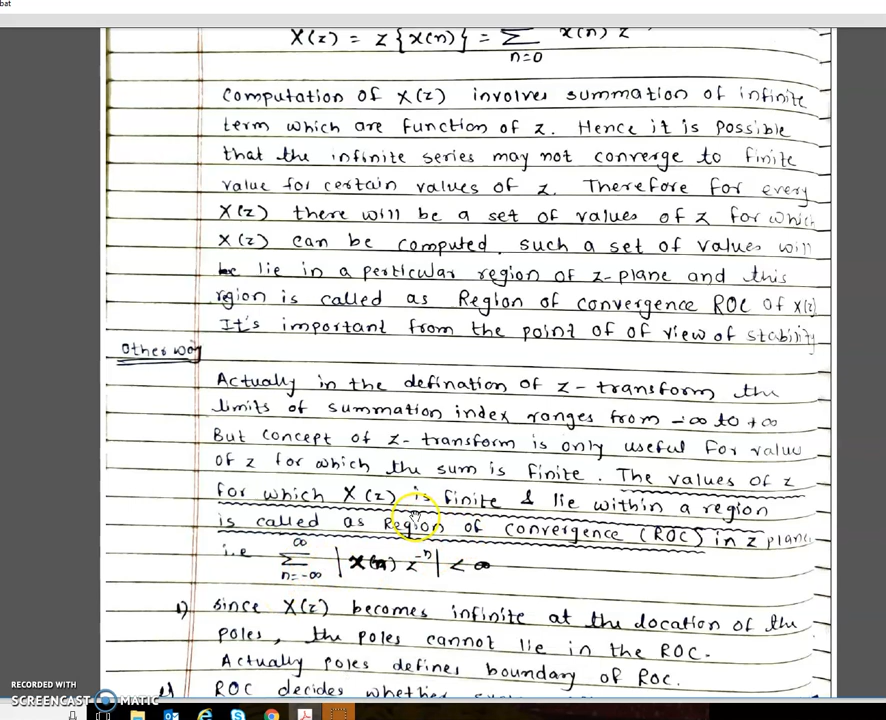 bat
X(z) = z{x(n)} = ∑ x(n) z
n=0
Computation of X(z) involves summation of infinite
term which are function of z. Hence it is possible
that the infinite series may not converge to finite
value for certain values of z. Therefore for every
X(z) there will be a set of values of z for which
X(z) can be computed. such a set of values will
be lie in a perticular region of z-plane and this
region is called as Region of convergence ROC of X(z)
It's important from the point of of view of stability
Other way
Actually in the defination of z-transform the
limits of summation index ranges from -∞ to +∞
But concept of z-transform is only useful for value
of z for which the sum is finite. The values of z
for which X(z) is finite & lie within a region
is called as Region of convergence (ROC) in z plane
i.e ∑ |x(n) z⁻ⁿ| < ∞
∞
n=-∞
1) since X(z) becomes infinite at the docation of the
poles, the poles cannot lie in the ROC.
Actually poles define boundary of ROC.
ROC decides whether
RECORDED WITH
SCREENCAST MATIC